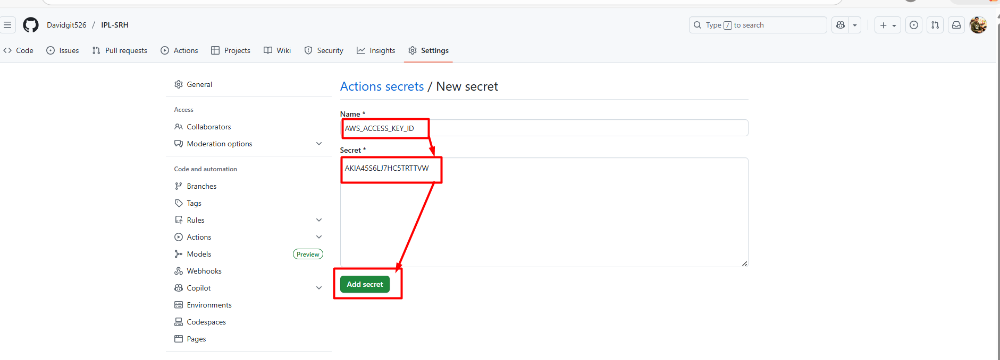 Davidgit526 / IPL-SRH
Type / to search
Code Issues Pull requests Actions Projects Wiki Security Insights Settings
General
Access
Collaborators
Moderation options
Code and automation
Branches
Tags
Rules
Actions
Models Preview
Webhooks
Copilot
Environments
Codespaces
Pages
Actions secrets / New secret
Name *
AWS_ACCESS_KEY_ID
Secret *
AKIA45S6LJ7HC5TRTTVW
Add secret